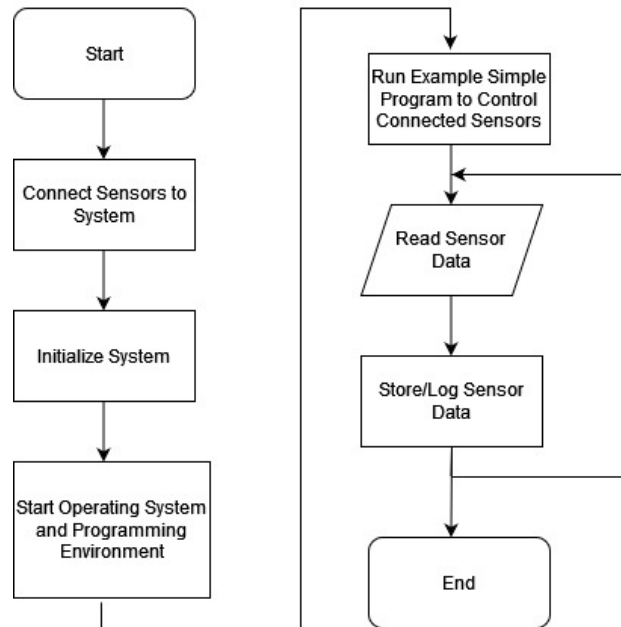 Start
Connect Sensors to
System
Initialize System
Start Operating System
and Programming
Environment
Run Example Simple
Program to Control
Connected Sensors
Read Sensor
Data
Store/Log Sensor
Data
End